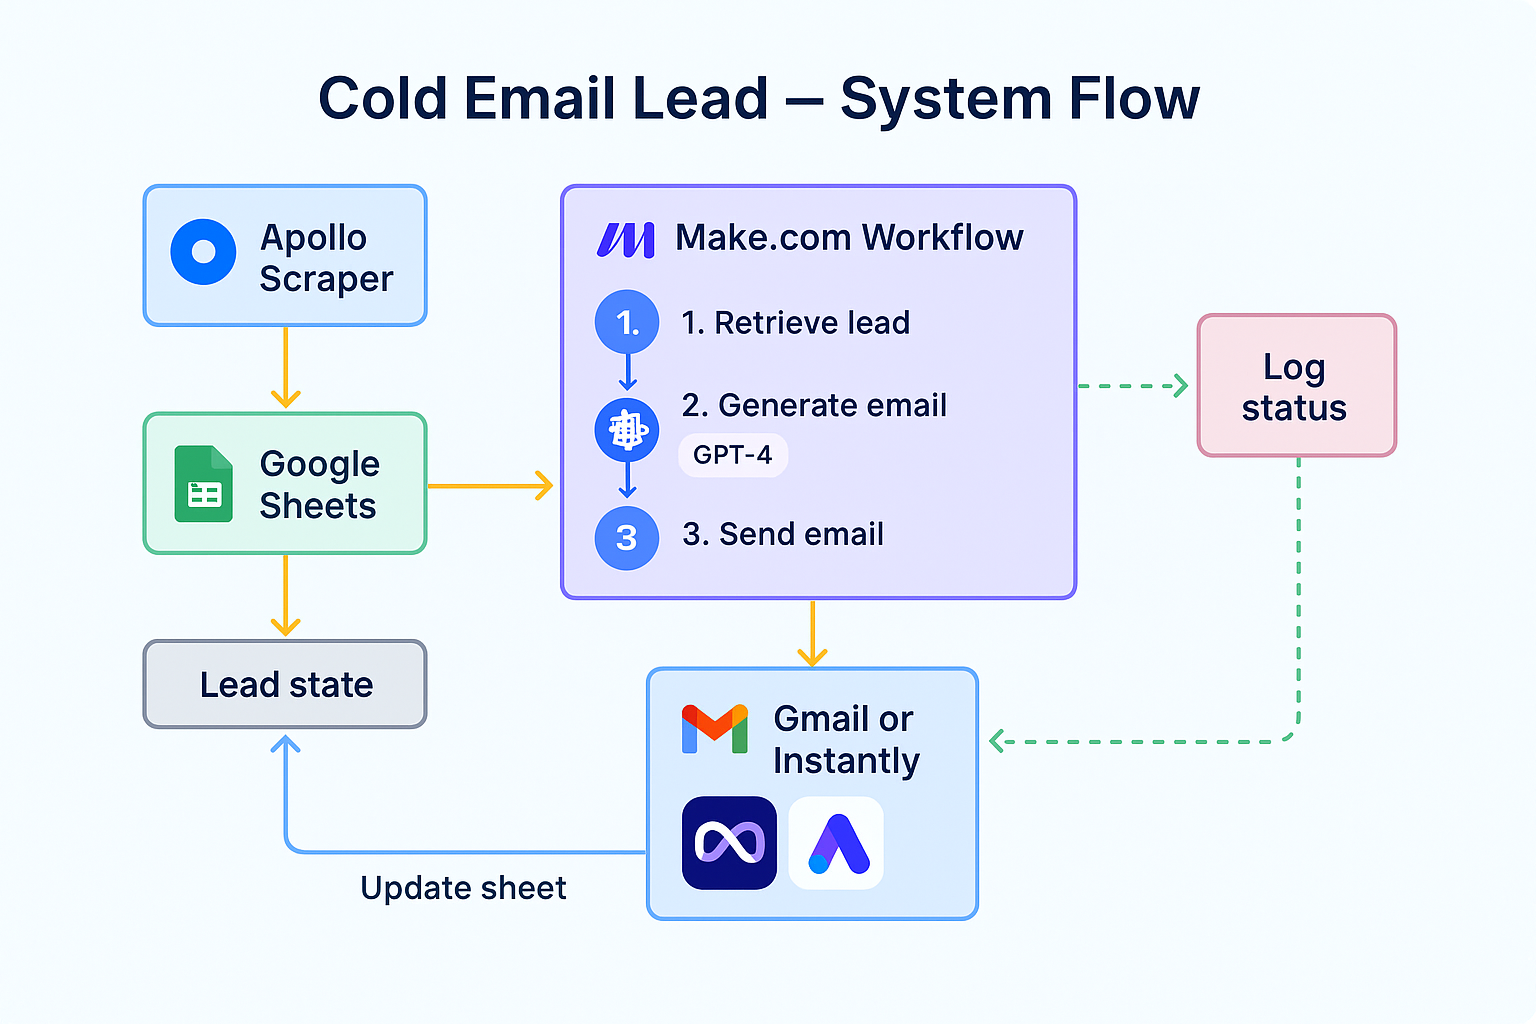 Cold Email Lead – System Flow
Apollo
Scraper
Google
Sheets
Lead state
Make.com Workflow
1.
1. Retrieve lead
2. Generate email
GPT-4
3
3. Send email
Log
status
Gmail or
Instantly
Update sheet